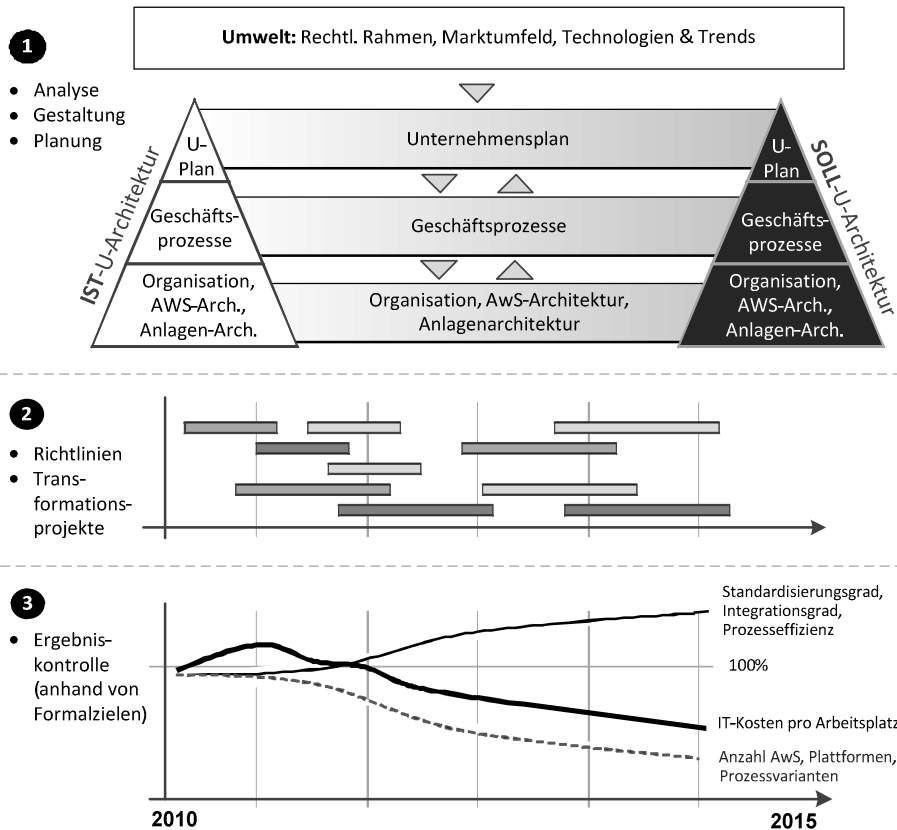 Umwelt: Rechtl. Rahmen, Marktumfeld, Technologien & Trends
1
• Analyse
• Gestaltung
• Planung
IST-U-Architektur
U-
Plan
Geschäfts-
prozesse
Organisation,
AWS-Arch.,
Anlagen-Arch.
Unternehmensplan
Geschäftsprozesse
Organisation, AwS-Architektur,
Anlagenarchitektur
U-
Plan
Geschäfts-
prozesse
Organisation,
AWS-Arch.,
Anlagen-Arch.
SOLL-U-Architektur
2
• Richtlinien
• Trans-
formations-
projekte
3
• Ergebnis-
kontrolle
(anhand von
Formalzielen)
Standardisierungsgrad,
Integrationsgrad,
Prozesseffizienz
100%
IT-Kosten pro Arbeitsplatz
Anzahl AwS, Plattformen,
Prozessvarianten
2010
2015